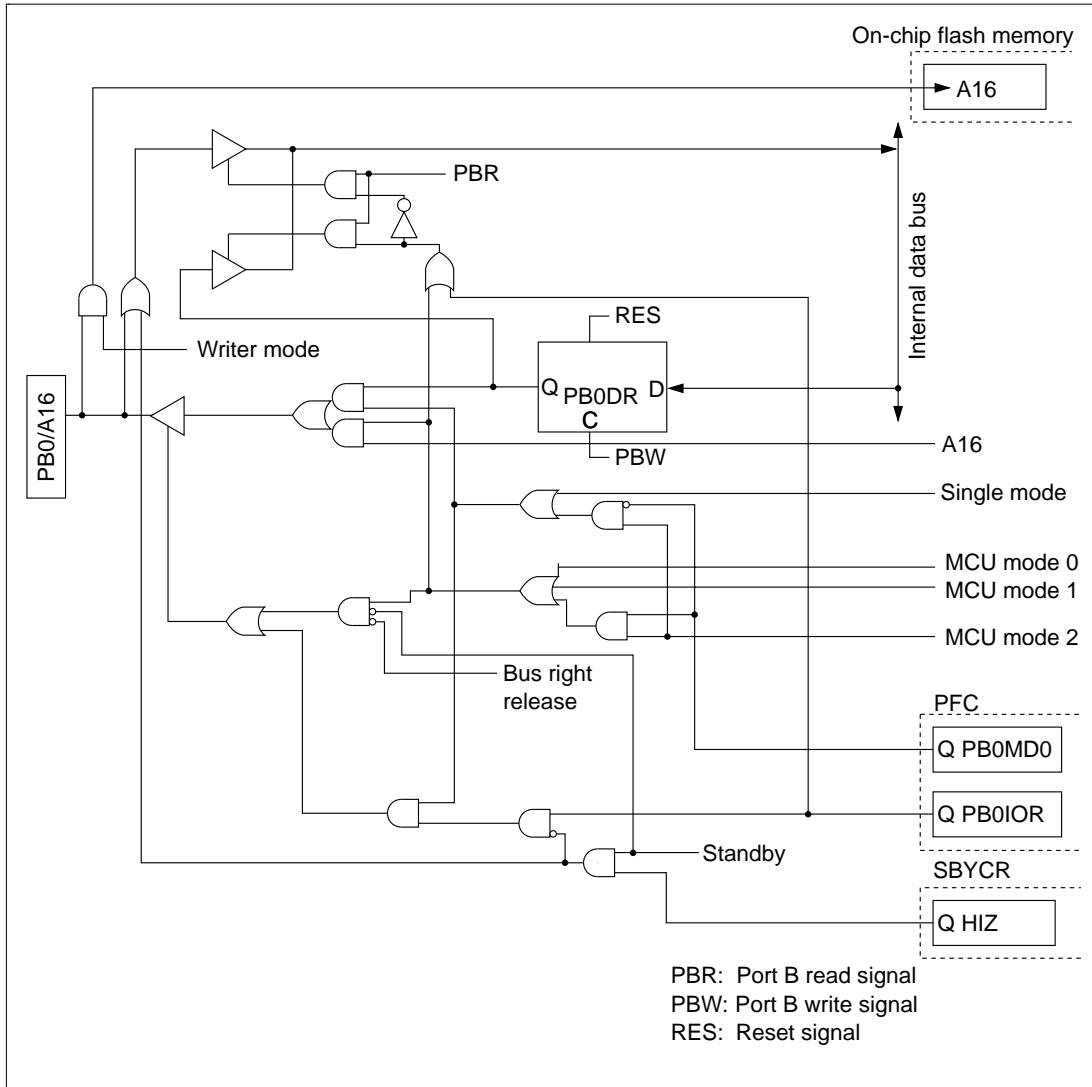 On-chip flash memory
A16
PBR
Internal data bus
RES
Writer mode
Q PB0DR D
C
PB0/A16
PBW
A16
Single mode
MCU mode 0
MCU mode 1
MCU mode 2
Bus right
release
PFC
Q PB0MD0
Q PB0IOR
Standby
SBYCR
Q HIZ
PBR: Port B read signal
PBW: Port B write signal
RES: Reset signal